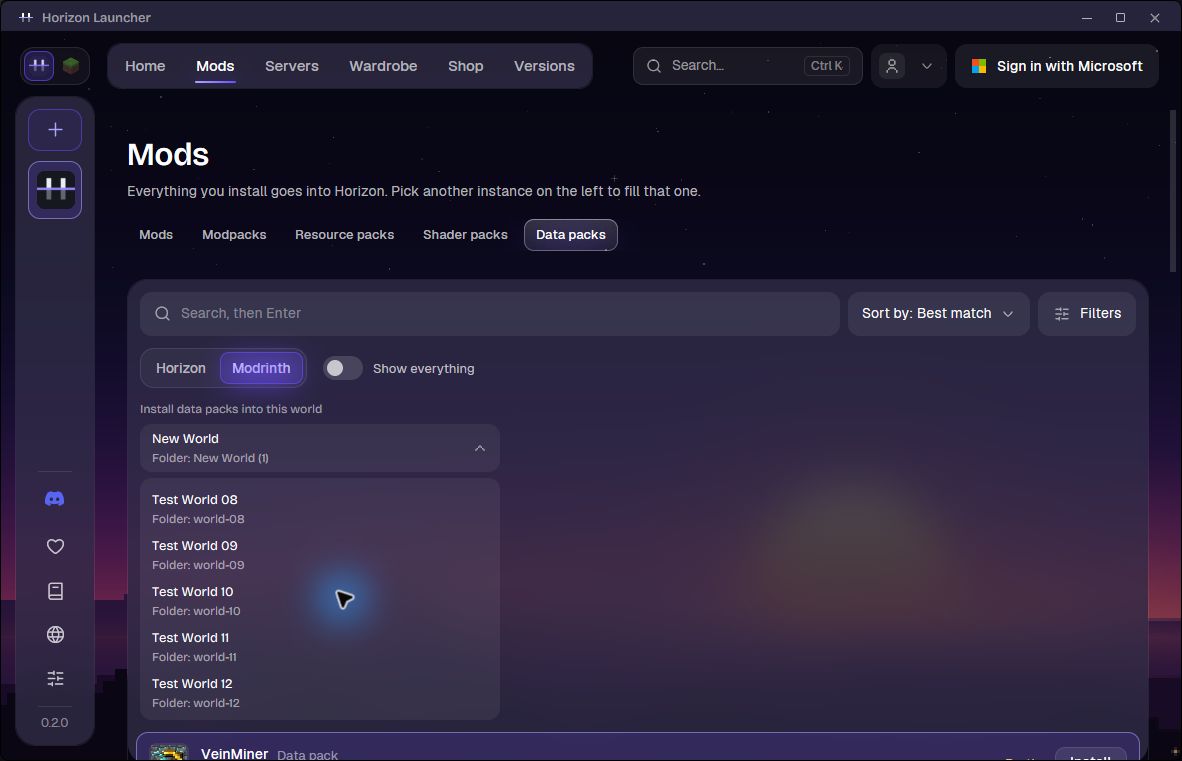 Horizon Launcher
Home
Mods
Servers
Wardrobe
Shop
Versions
Search...
Ctrl K
Sign in with Microsoft
Mods
Everything you install goes into Horizon. Pick another instance on the left to fill that one.
Mods
Modpacks
Resource packs
Shader packs
Data packs
Search, then Enter
Sort by: Best match
Filters
Horizon
Modrinth
Show everything
Install data packs into this world
New World
Folder: New World (1)
Test World 08
Folder: world-08
Test World 09
Folder: world-09
Test World 10
Folder: world-10
Test World 11
Folder: world-11
Test World 12
Folder: world-12
0.2.0
VeinMiner Data pack
Install